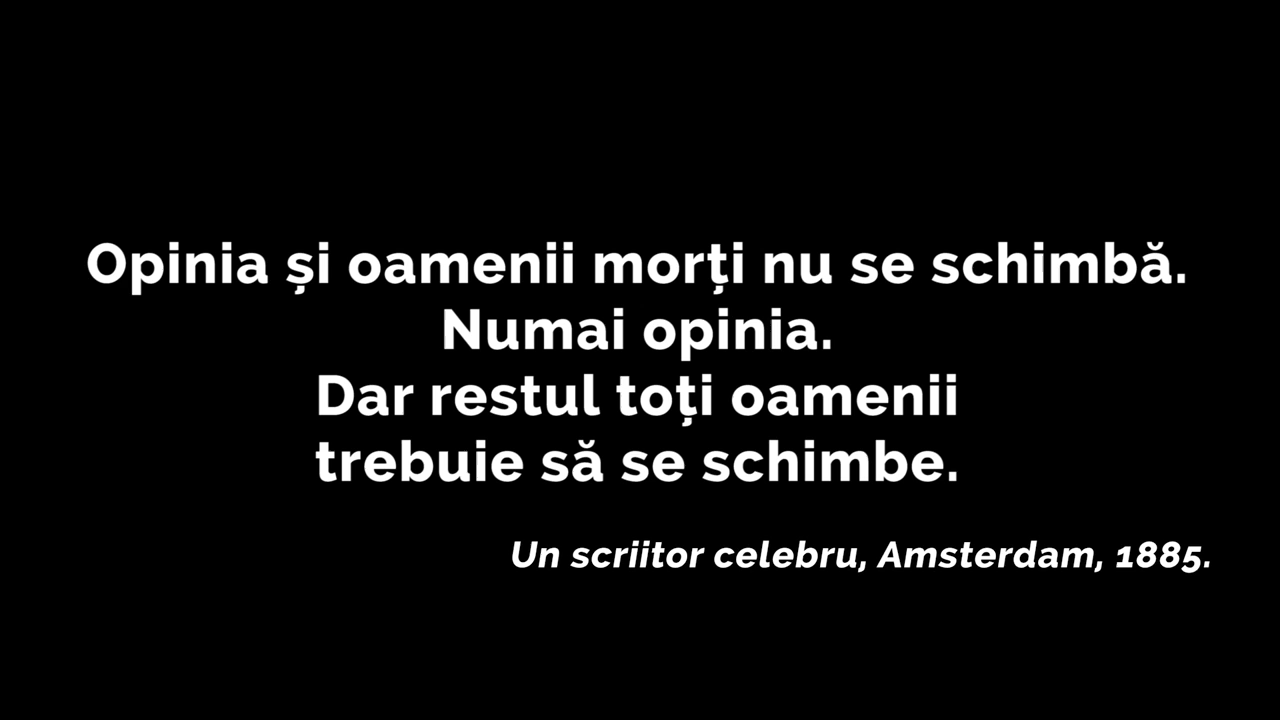 Opinia și oamenii morți nu se schimbă.
Numai opinia.
Dar restul toți oamenii
trebuie să se schimbe.
Un scriitor celebru, Amsterdam, 1885.